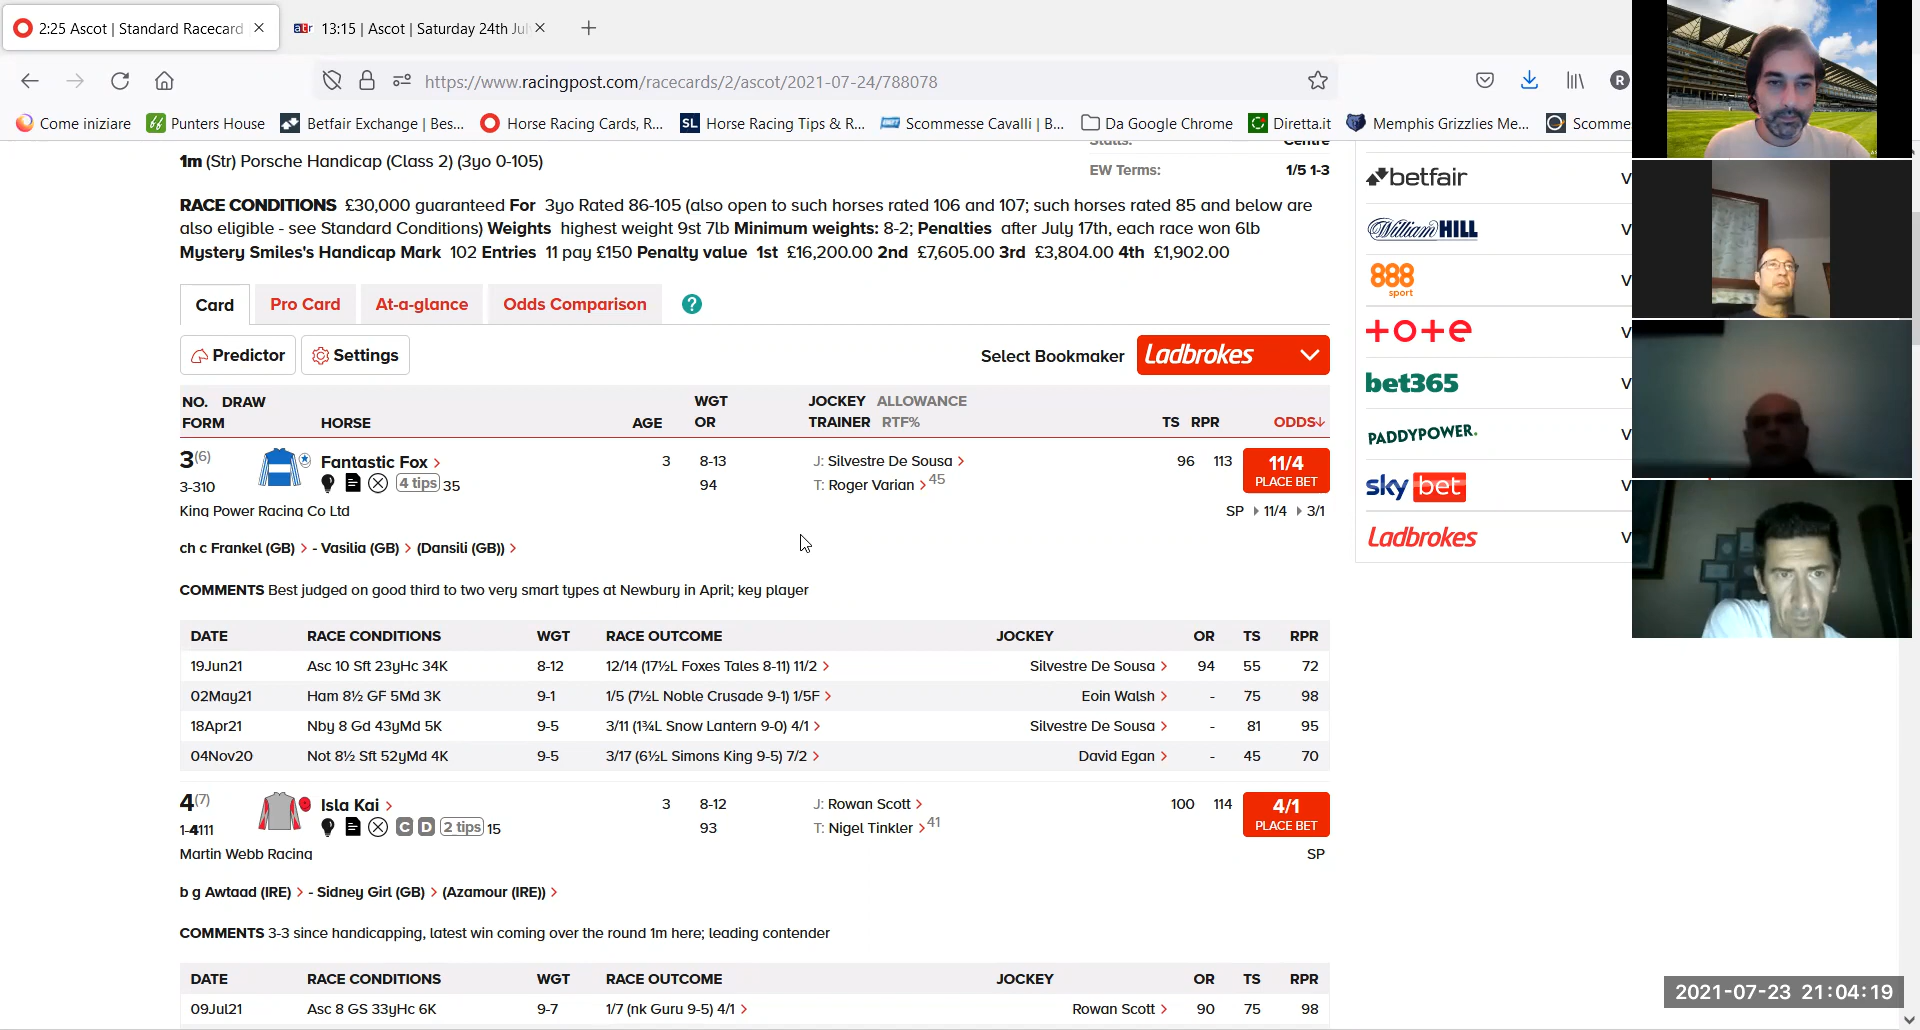 2:25 Ascot | Standard Racecard
13:15 | Ascot | Saturday 24th Jul
https://www.racingpost.com/racecards/2/ascot/2021-07-24/788078
R
Come iniziare
Punters House
Betfair Exchange | Bes...
Horse Racing Cards, R...
SL Horse Racing Tips & R...
Scommesse Cavalli | B...
Da Google Chrome
Diretta.it
Memphis Grizzlies Me...
Scomme
1m (Str) Porsche Handicap (Class 2) (3yo 0-105)
Stalls: Centre
EW Terms: 1/5 1-3
RACE CONDITIONS £30,000 guaranteed For 3yo Rated 86-105 (also open to such horses rated 106 and 107; such horses rated 85 and below are
also eligible - see Standard Conditions) Weights highest weight 9st 7lb Minimum weights: 8-2; Penalties after July 17th, each race won 6lb
Mystery Smiles's Handicap Mark 102 Entries 11 pay £150 Penalty value 1st £16,200.00 2nd £7,605.00 3rd £3,804.00 4th £1,902.00
Card Pro Card At-a-glance Odds Comparison ?
Predictor Settings Select Bookmaker Ladbrokes
NO. DRAW WGT JOCKEY ALLOWANCE
FORM HORSE AGE OR TRAINER RTF% TS RPR ODDS
3(6) Fantastic Fox 3 8-13 J: Silvestre De Sousa 96 113 11/4
3-310 4 tips 35 94 T: Roger Varian 45 PLACE BET
King Power Racing Co Ltd SP 11/4 3/1
ch c Frankel (GB) - Vasilia (GB) (Dansili (GB))
COMMENTS Best judged on good third to two very smart types at Newbury in April; key player
DATE RACE CONDITIONS WGT RACE OUTCOME JOCKEY OR TS RPR
19Jun21 Asc 10 Sft 23yHc 34K 8-12 12/14 (17½L Foxes Tales 8-11) 11/2 Silvestre De Sousa 94 55 72
02May21 Ham 8½ GF 5Md 3K 9-1 1/5 (7½L Noble Crusade 9-1) 1/5F Eoin Walsh - 75 98
18Apr21 Nby 8 Gd 43yMd 5K 9-5 3/11 (1¾L Snow Lantern 9-0) 4/1 Silvestre De Sousa - 81 95
04Nov20 Not 8½ Sft 52yMd 4K 9-5 3/17 (6½L Simons King 9-5) 7/2 David Egan - 45 70
4(7) Isla Kai 3 8-12 J: Rowan Scott 100 114 4/1
1-4111 C D 2 tips 15 93 T: Nigel Tinkler 41 PLACE BET
Martin Webb Racing SP
b g Awtaad (IRE) - Sidney Girl (GB) (Azamour (IRE))
COMMENTS 3-3 since handicapping, latest win coming over the round 1m here; leading contender
DATE RACE CONDITIONS WGT RACE OUTCOME JOCKEY OR TS RPR
09Jul21 Asc 8 GS 33yHc 6K 9-7 1/7 (nk Guru 9-5) 4/1 Rowan Scott 90 75 98
betfair V
William HILL V
888 sport V
tote V
bet365 V
PADDYPOWER. V
sky bet V
Ladbrokes V
2021-07-23 21:04:19